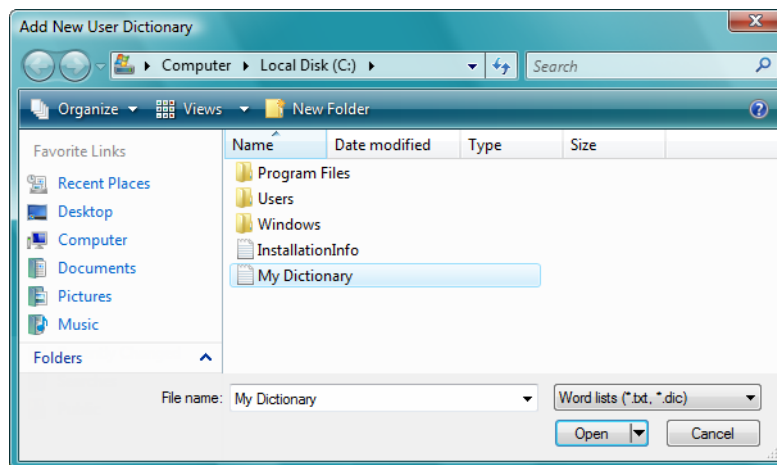 Add New User Dictionary
Computer Local Disk (C:) Search
Organize Views New Folder
Favorite Links
Recent Places
Desktop
Computer
Documents
Pictures
Music
Folders
Name Date modified Type Size
Program Files
Users
Windows
InstallationInfo
My Dictionary
File name: My Dictionary Word lists (*.txt, *.dic)
Open Cancel